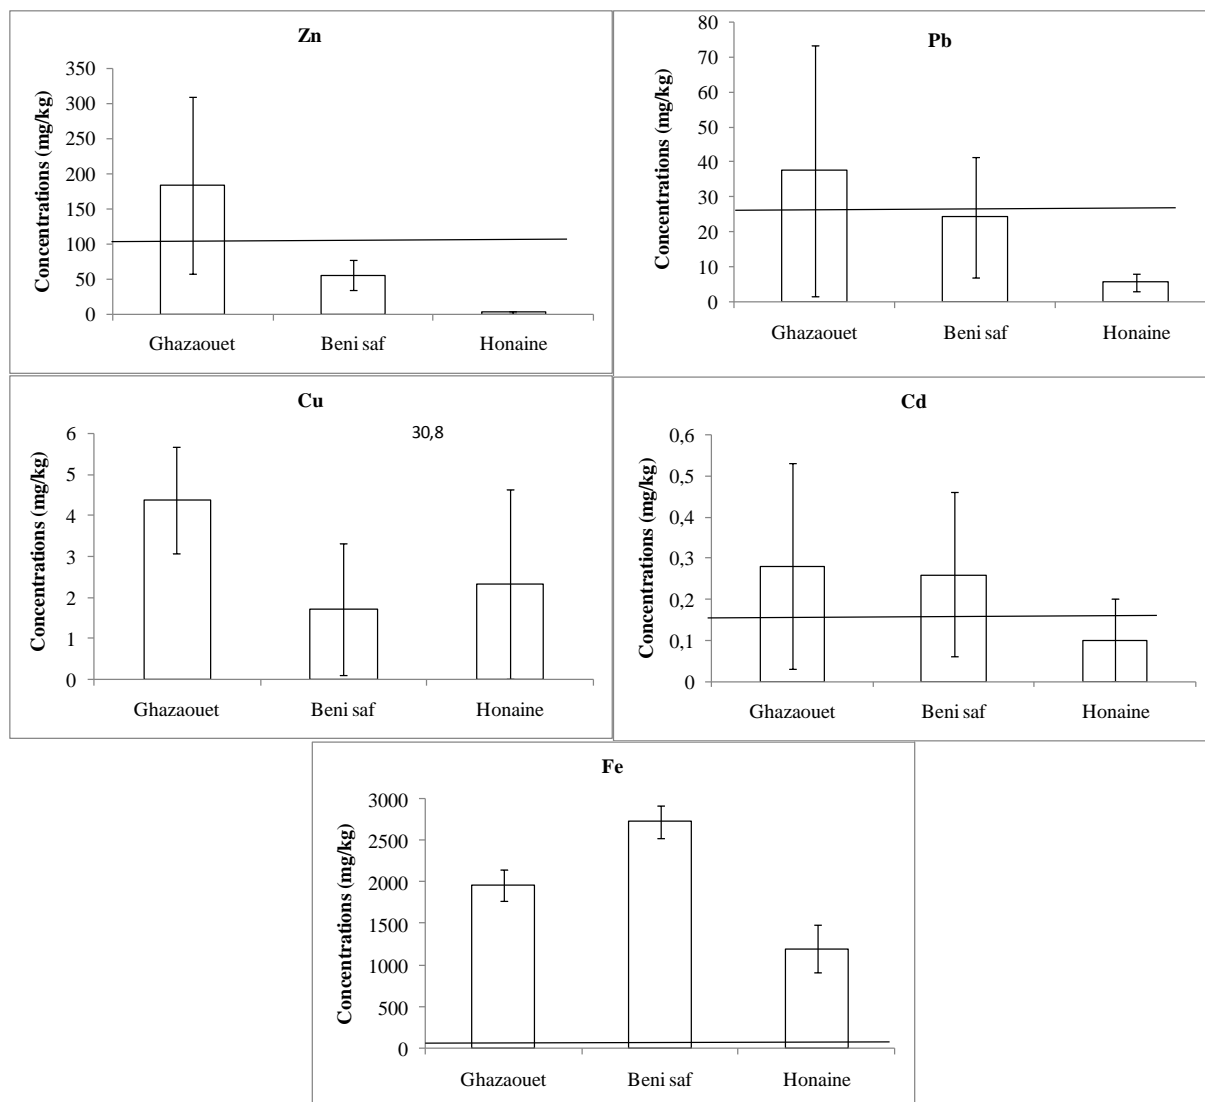 Zn
Concentrations (mg/kg)
350
300
250
200
150
100
50
0
Ghazaouet Beni saf Honaine
Pb
Concentrations (mg/kg)
80
70
60
50
40
30
20
10
0
Ghazaouet Beni saf Honaine
Cu
30,8
Concentrations (mg/kg)
6
5
4
3
2
1
0
Ghazaouet Beni saf Honaine
Cd
Concentrations (mg/kg)
0,6
0,5
0,4
0,3
0,2
0,1
0
Ghazaouet Beni saf Honaine
Fe
Concentrations (mg/kg)
3000
2500
2000
1500
1000
500
0
Ghazaouet Beni saf Honaine